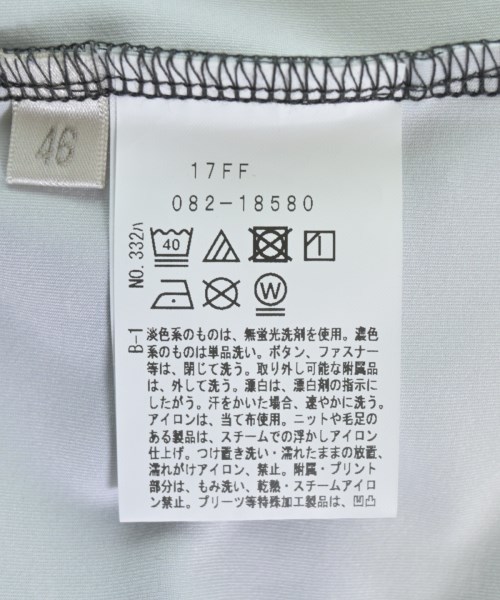 46
17FF
082-18580
NO.332ハ
40
W
B-1
淡色系のものは、無蛍光洗剤を使用。濃色
系のものは単品洗い。ボタン、ファスナー
等は、閉じて洗う。取り外し可能な付属品
は、外して洗う。漂白は、漂白剤の指示に
したがう。汗をかいた場合、速やかに洗う。
アイロンは、当て布使用。ニットや毛足の
ある製品は、スチームでの浮かしアイロン
仕上げ。つけ置き洗い・濡れたままの放置、
濡れがけアイロン、禁止。附属・プリント
部分は、もみ洗い、乾熱・スチームアイロ
ン禁止。プリーツ等特殊加工製品は、凹凸